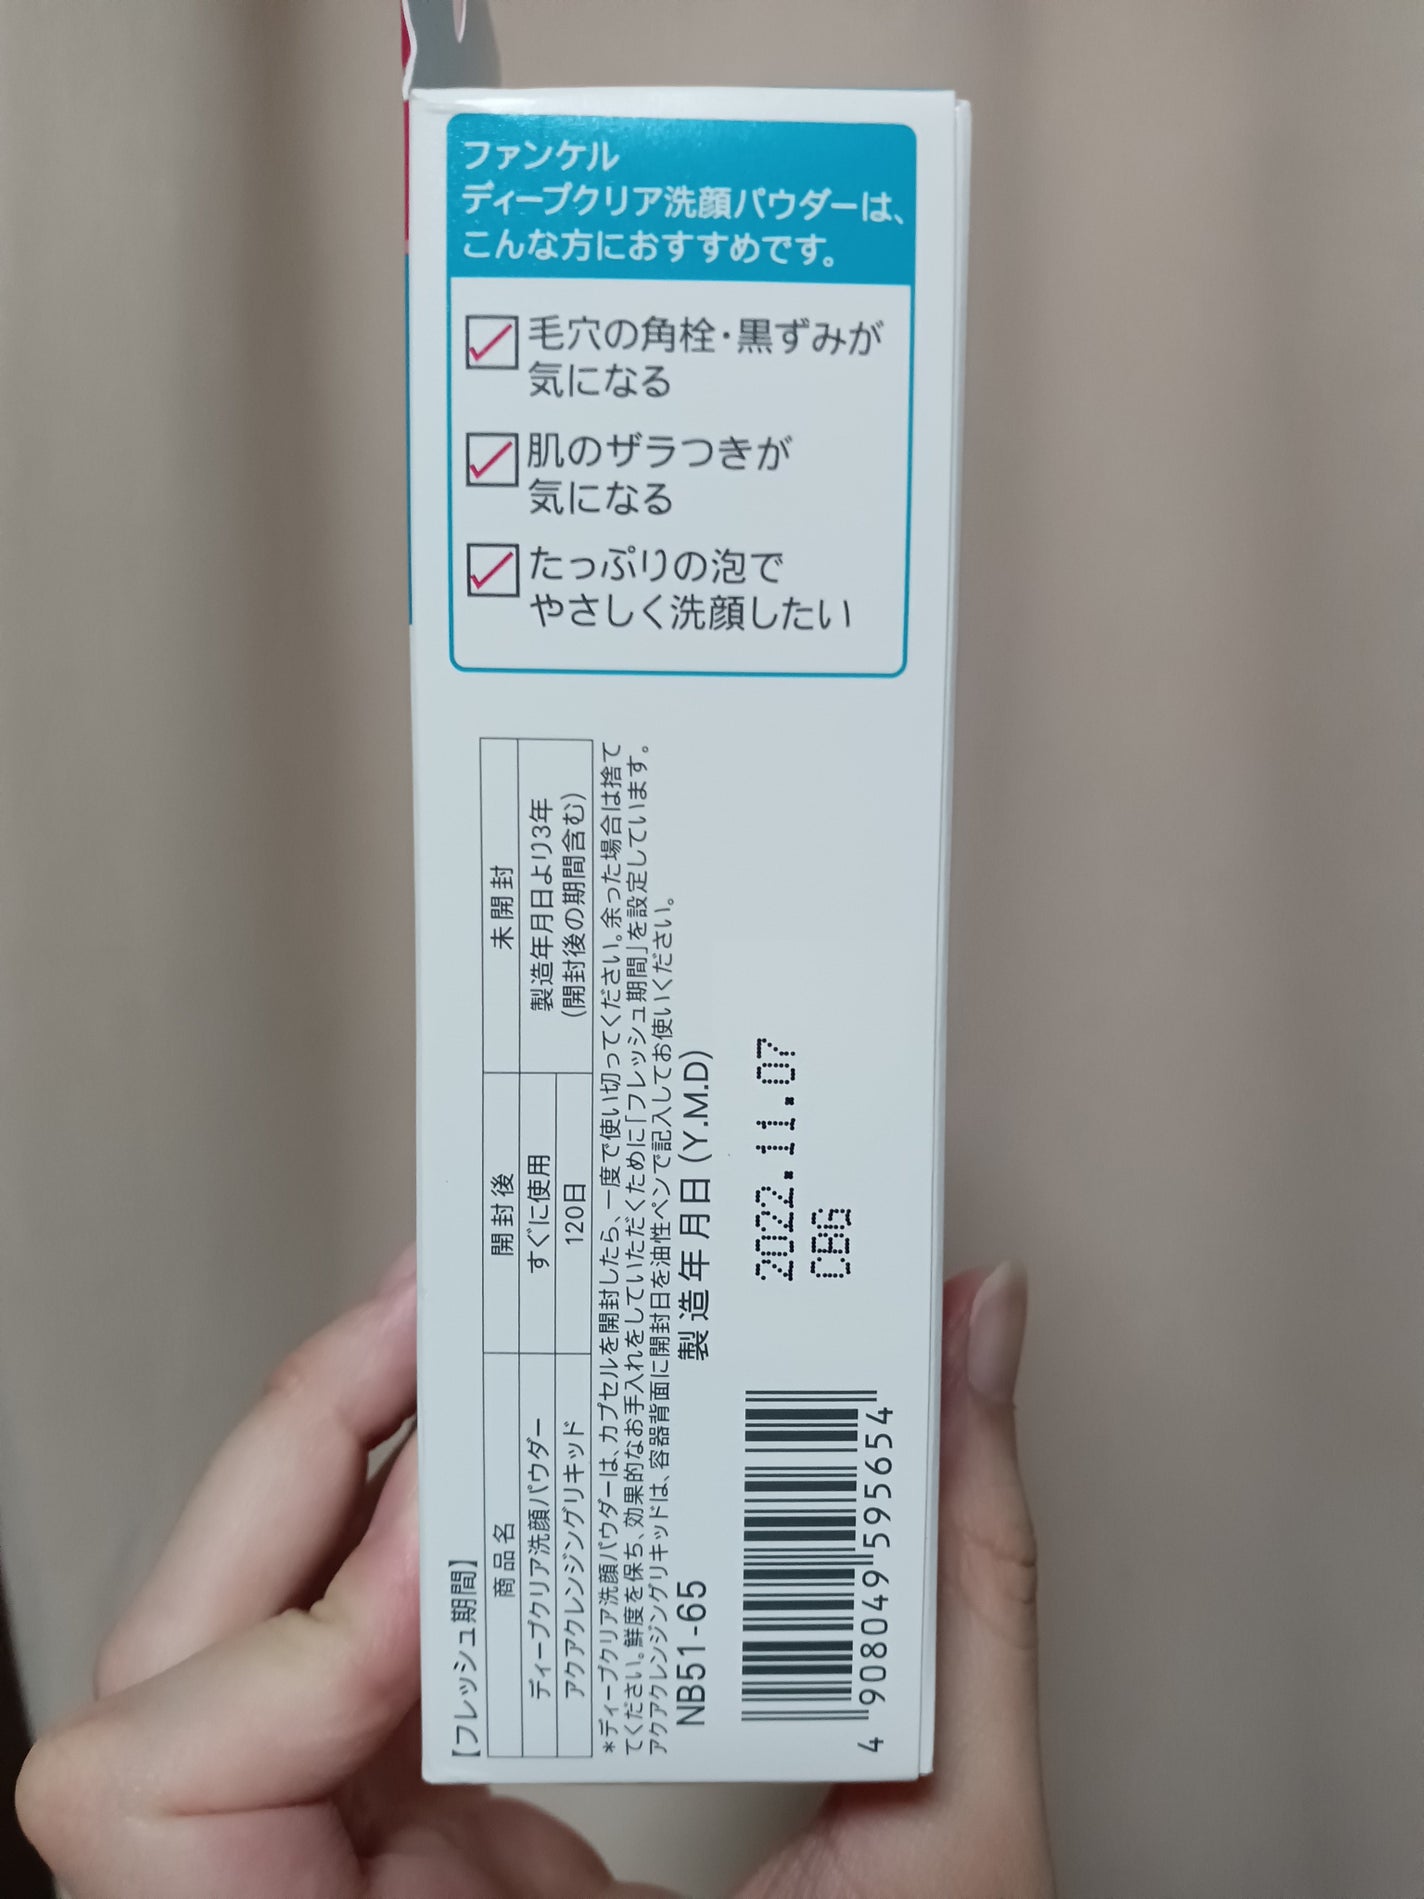 ファンケル
ディープクリア洗顔パウダーは、
こんな方におすすめです。
毛穴の角栓・黒ずみが
気になる
肌のザラつきが
気になる
たっぷりの泡で
やさしく洗顔したい
【フレッシュ期間】
商品名 開封後 未開封
ディープクリア洗顔パウダー すぐに使用 製造年月日より3年
アクアクレンジングリキッド 120日 (開封後の期間含む)
*ディープクリア洗顔パウダーは、カプセルを開封したら、一度で使い切ってください。余った場合は捨て
てください。鮮度を保ち、効果的なお手入れをしていただくために「フレッシュ期間」を設定しています。
アクアクレンジングリキッドは、容器背面に開封日を油性ペンで記入してお使いください。
NB51-65 製造年月日(Y.M.D)
2022.11.07
CBG
4 908049 595654